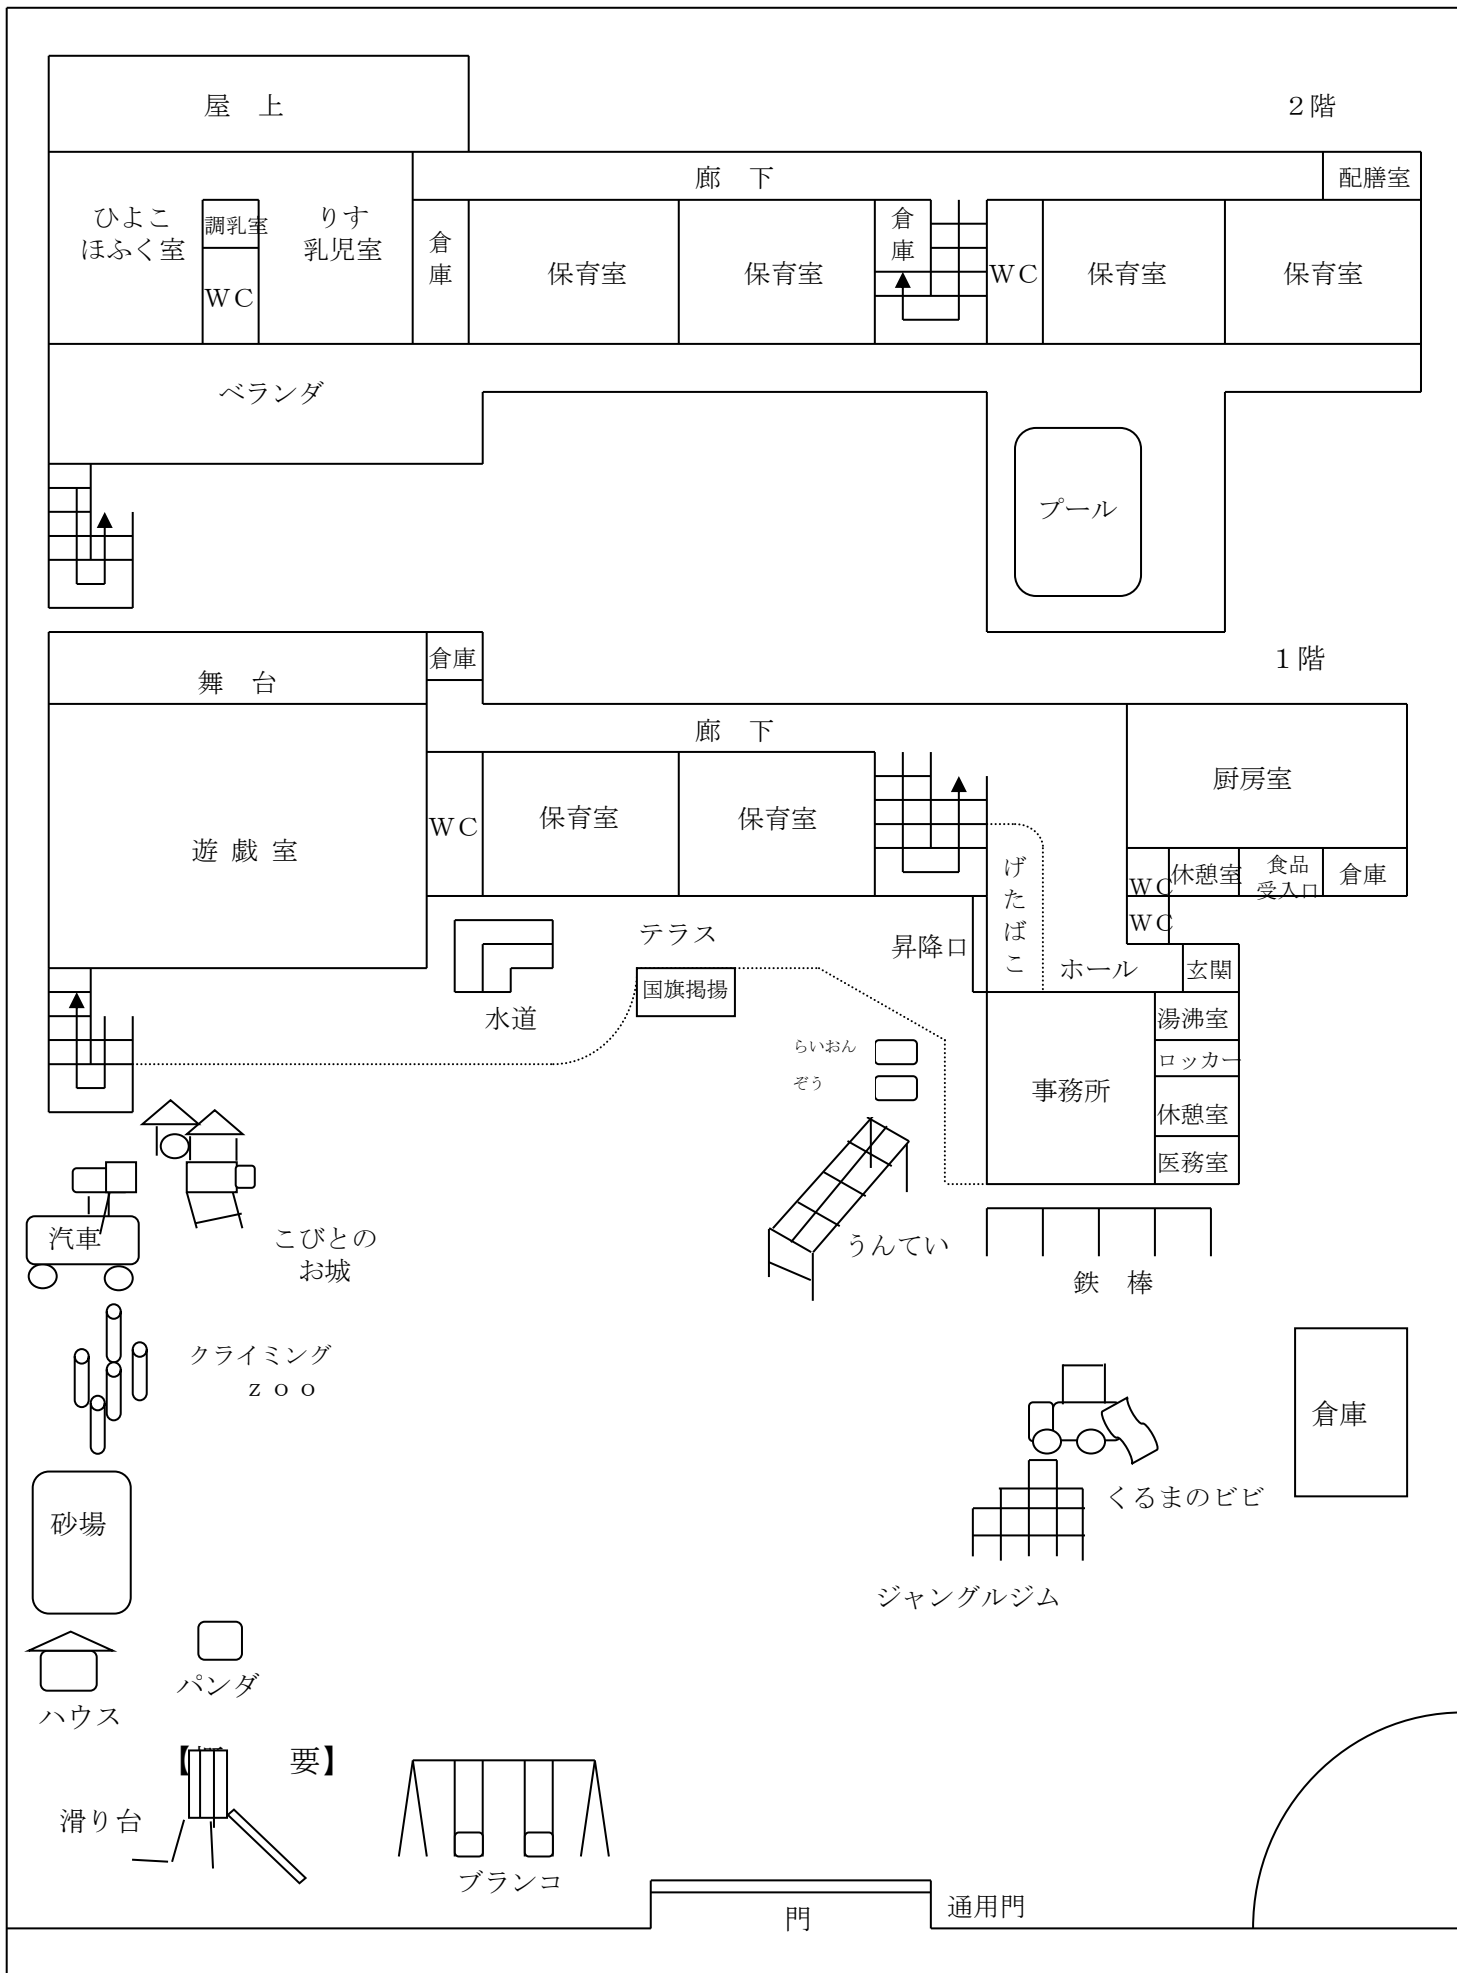 屋　上
２階
廊　下
配膳室
ひよこ
ほふく室
調乳室
ＷＣ
りす
乳児室
倉庫
保育室
保育室
倉庫
ＷＣ
保育室
保育室
ベランダ
プール
１階
舞　台
倉庫
廊　下
厨房室
遊 戯 室
ＷＣ
保育室
保育室
げたばこ
ＷＣ
休憩室
食品
受入口
倉庫
ＷＣ
テラス
昇降口
ホール
玄関
国旗掲揚
水道
湯沸室
らいおん
ロッカー
ぞう
事務所
休憩室
医務室
汽車
こびとの
お城
うんてい
鉄　棒
クライミング
ｚｏｏ
倉庫
くるまのビビ
砂場
ジャングルジム
パンダ
ハウス
【　要】
滑り台
ブランコ
門
通用門